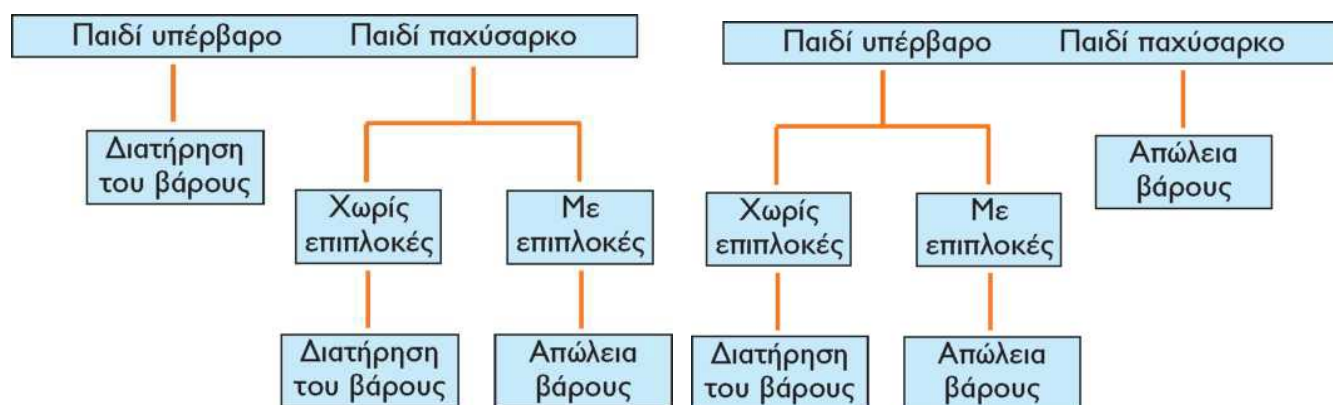 Παιδί υπέρβαρο Παιδί παχύσαρκο
Διατήρηση
του βάρους
Χωρίς
επιπλοκές
Με
επιπλοκές
Διατήρηση
του βάρους
Απώλεια
βάρους
Παιδί υπέρβαρο Παιδί παχύσαρκο
Απώλεια
βάρους
Χωρίς
επιπλοκές
Με
επιπλοκές
Διατήρηση
του βάρους
Απώλεια
βάρους